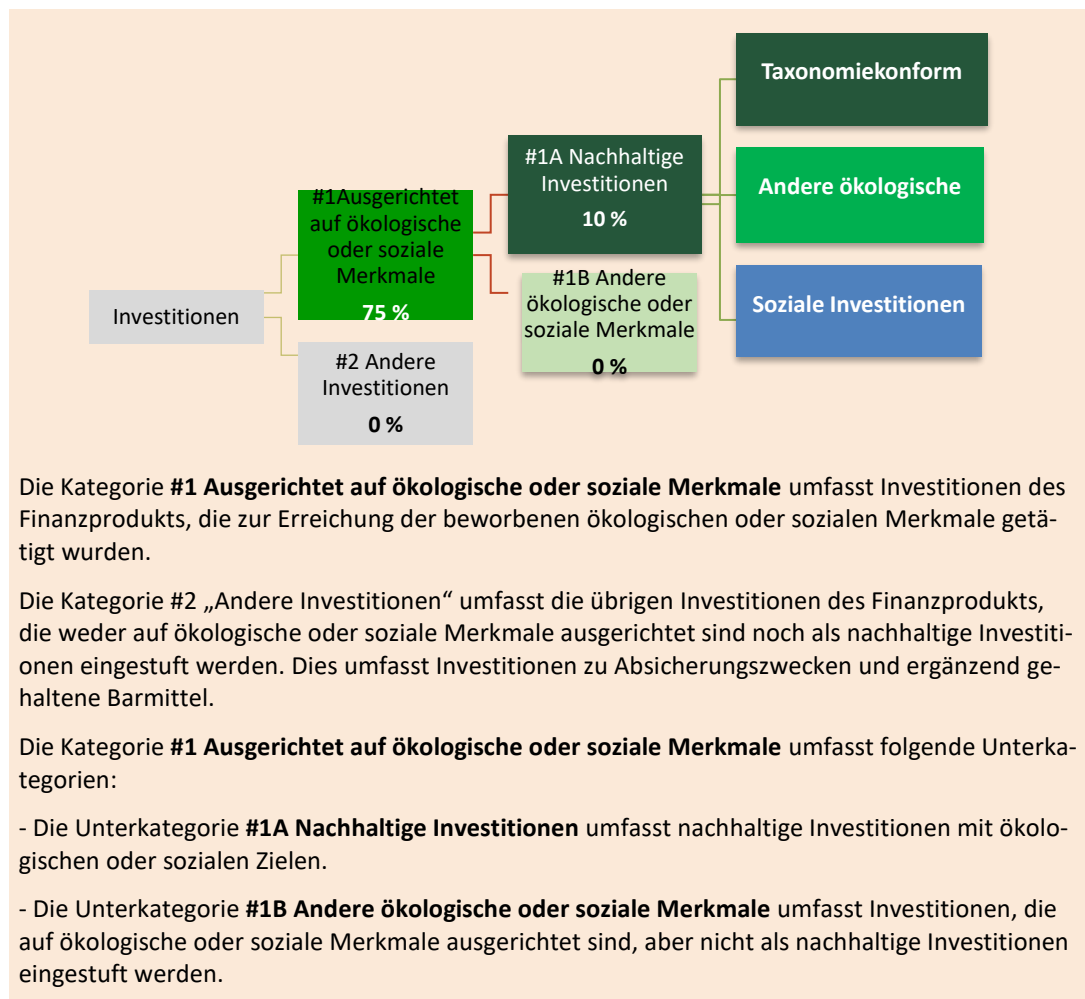 Taxonomiekonform
#1A Nachhaltige
Investitionen
10 %
Andere ökologische
#1Ausgerichtet
auf ökologische
oder soziale
Merkmale
75 %
#1B Andere
ökologische oder
soziale Merkmale
0 %
Soziale Investitionen
Investitionen
#2 Andere
Investitionen
0 %
Die Kategorie #1 Ausgerichtet auf ökologische oder soziale Merkmale umfasst Investitionen des
Finanzprodukts, die zur Erreichung der beworbenen ökologischen oder sozialen Merkmale getä-
tigt wurden.
Die Kategorie #2 „Andere Investitionen“ umfasst die übrigen Investitionen des Finanzprodukts,
die weder auf ökologische oder soziale Merkmale ausgerichtet sind noch als nachhaltige Investiti-
onen eingestuft werden. Dies umfasst Investitionen zu Absicherungszwecken und ergänzend ge-
haltene Barmittel.
Die Kategorie #1 Ausgerichtet auf ökologische oder soziale Merkmale umfasst folgende Unterka-
tegorien:
- Die Unterkategorie #1A Nachhaltige Investitionen umfasst nachhaltige Investitionen mit ökolo-
gischen oder sozialen Zielen.
- Die Unterkategorie #1B Andere ökologische oder soziale Merkmale umfasst Investitionen, die
auf ökologische oder soziale Merkmale ausgerichtet sind, aber nicht als nachhaltige Investitionen
eingestuft werden.